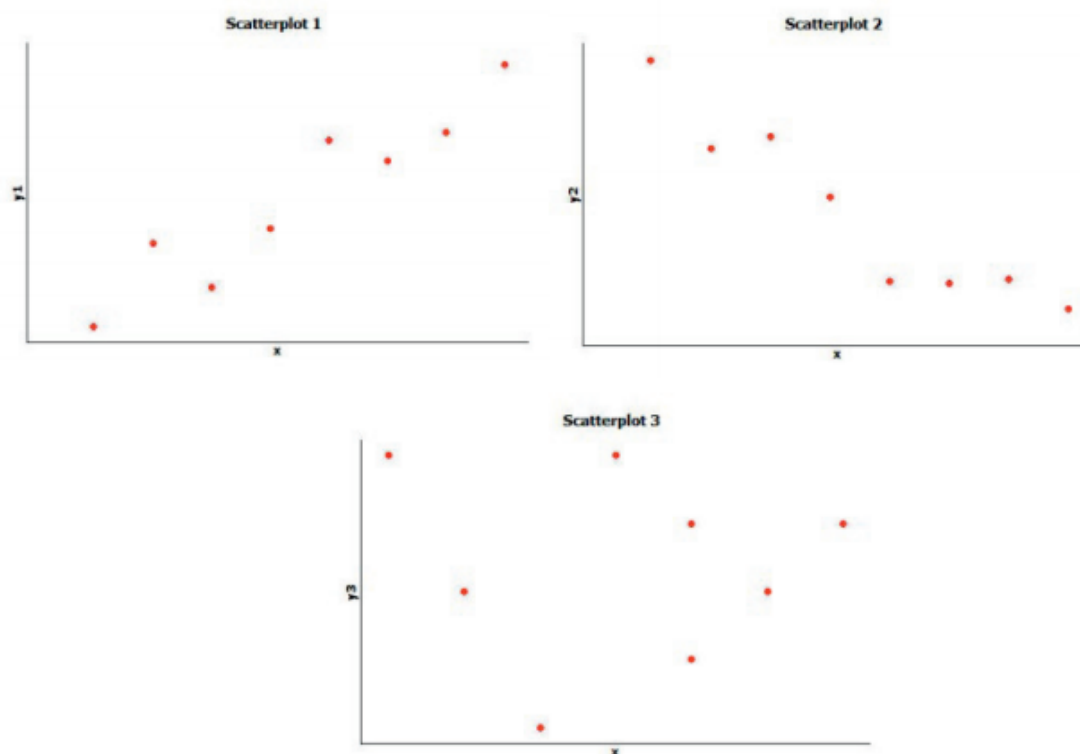 Scatterplot 1
y1
x
Scatterplot 2
y2
x
Scatterplot 3
y3
x